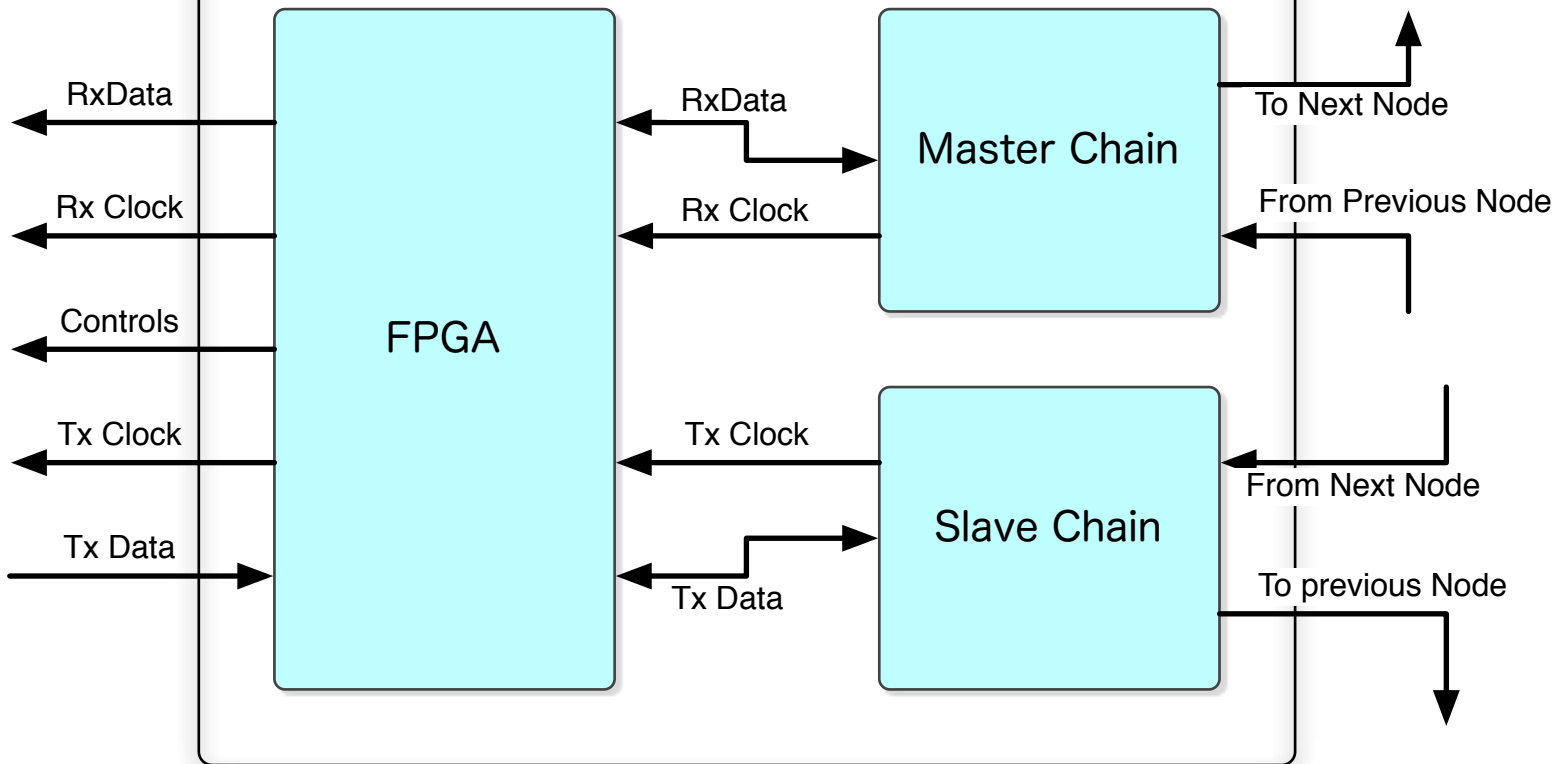 RxData
RxData
To Next Node
Master Chain
Rx Clock
Rx Clock
From Previous Node
Controls
FPGA
Tx Clock
Tx Clock
From Next Node
Slave Chain
Tx Data
Tx Data
To previous Node